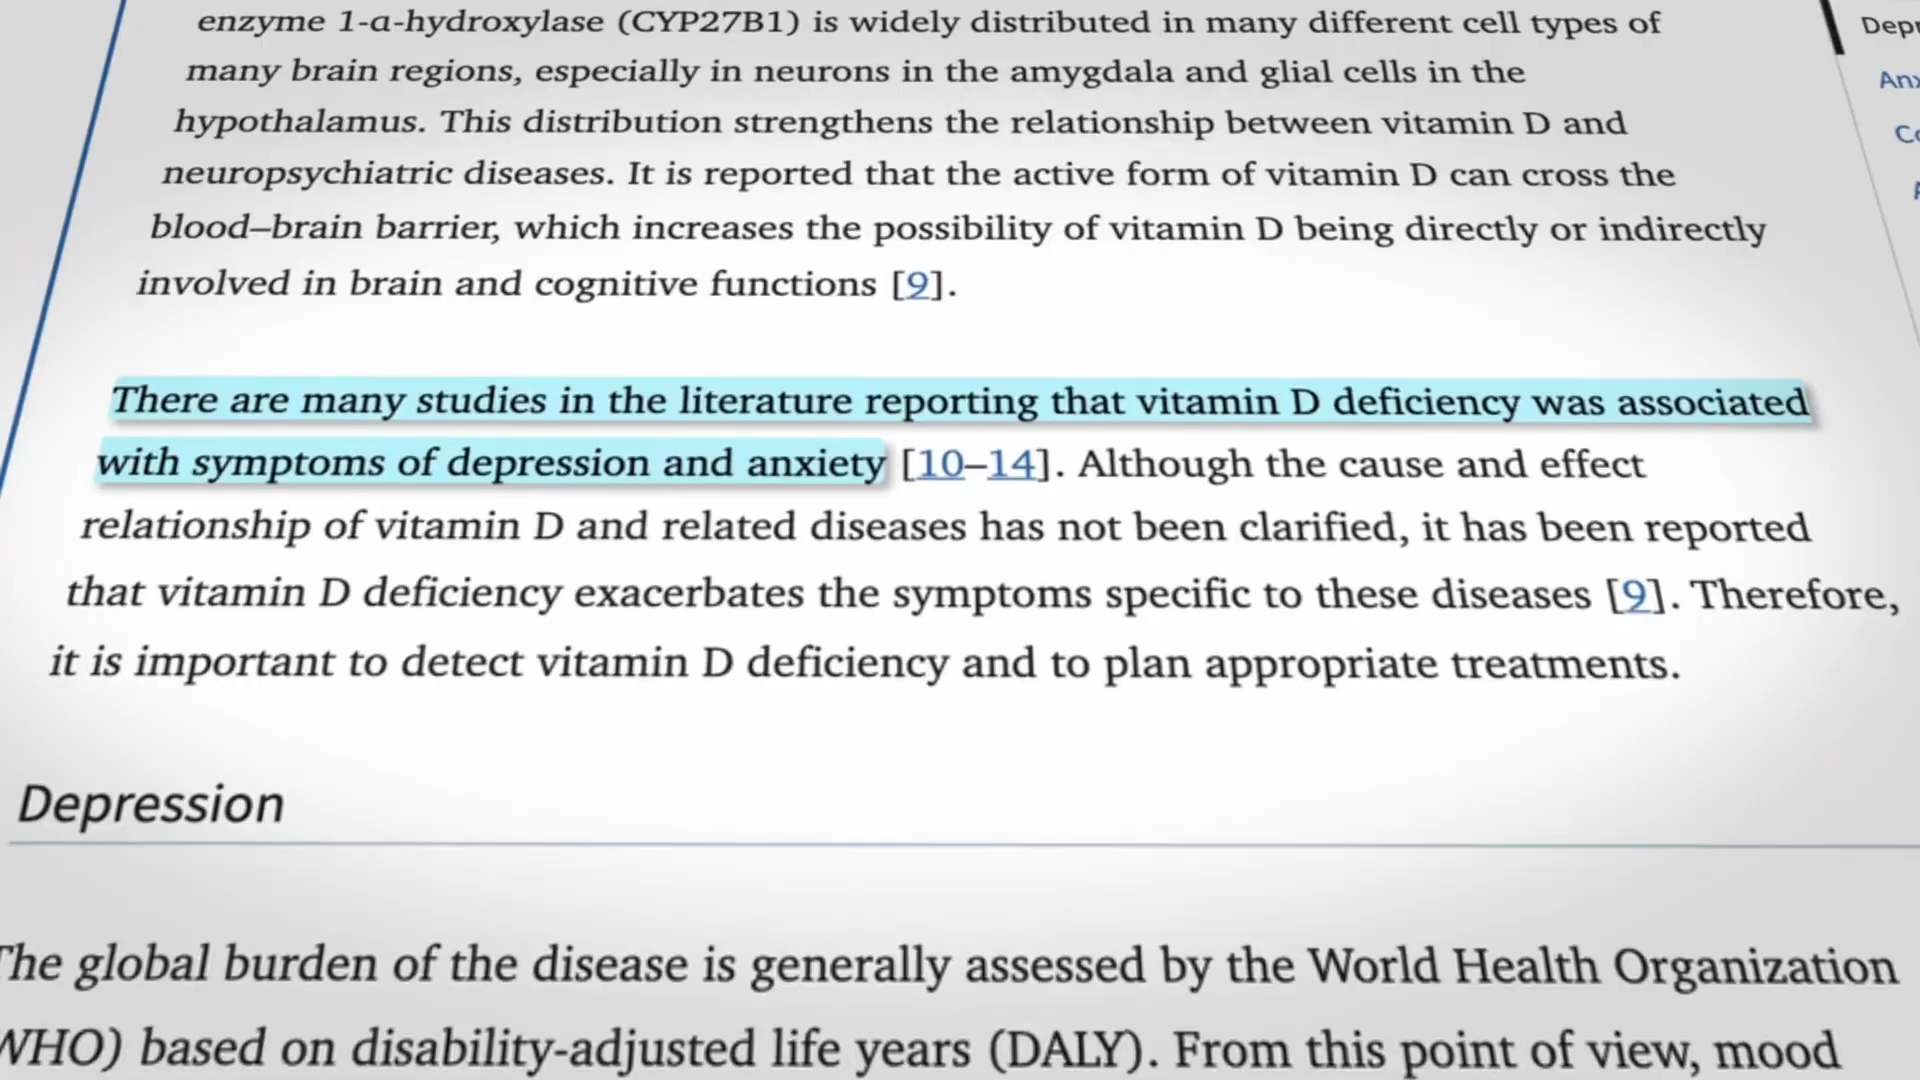 enzyme 1-α-hydroxylase (CYP27B1) is widely distributed in many different cell types of
many brain regions, especially in neurons in the amygdala and glial cells in the
hypothalamus. This distribution strengthens the relationship between vitamin D and
neuropsychiatric diseases. It is reported that the active form of vitamin D can cross the
blood–brain barrier, which increases the possibility of vitamin D being directly or indirectly
involved in brain and cognitive functions [9].
There are many studies in the literature reporting that vitamin D deficiency was associated
with symptoms of depression and anxiety [10–14]. Although the cause and effect
relationship of vitamin D and related diseases has not been clarified, it has been reported
that vitamin D deficiency exacerbates the symptoms specific to these diseases [9]. Therefore,
it is important to detect vitamin D deficiency and to plan appropriate treatments.
Depression
The global burden of the disease is generally assessed by the World Health Organization
WHO) based on disability-adjusted life years (DALY). From this point of view, mood